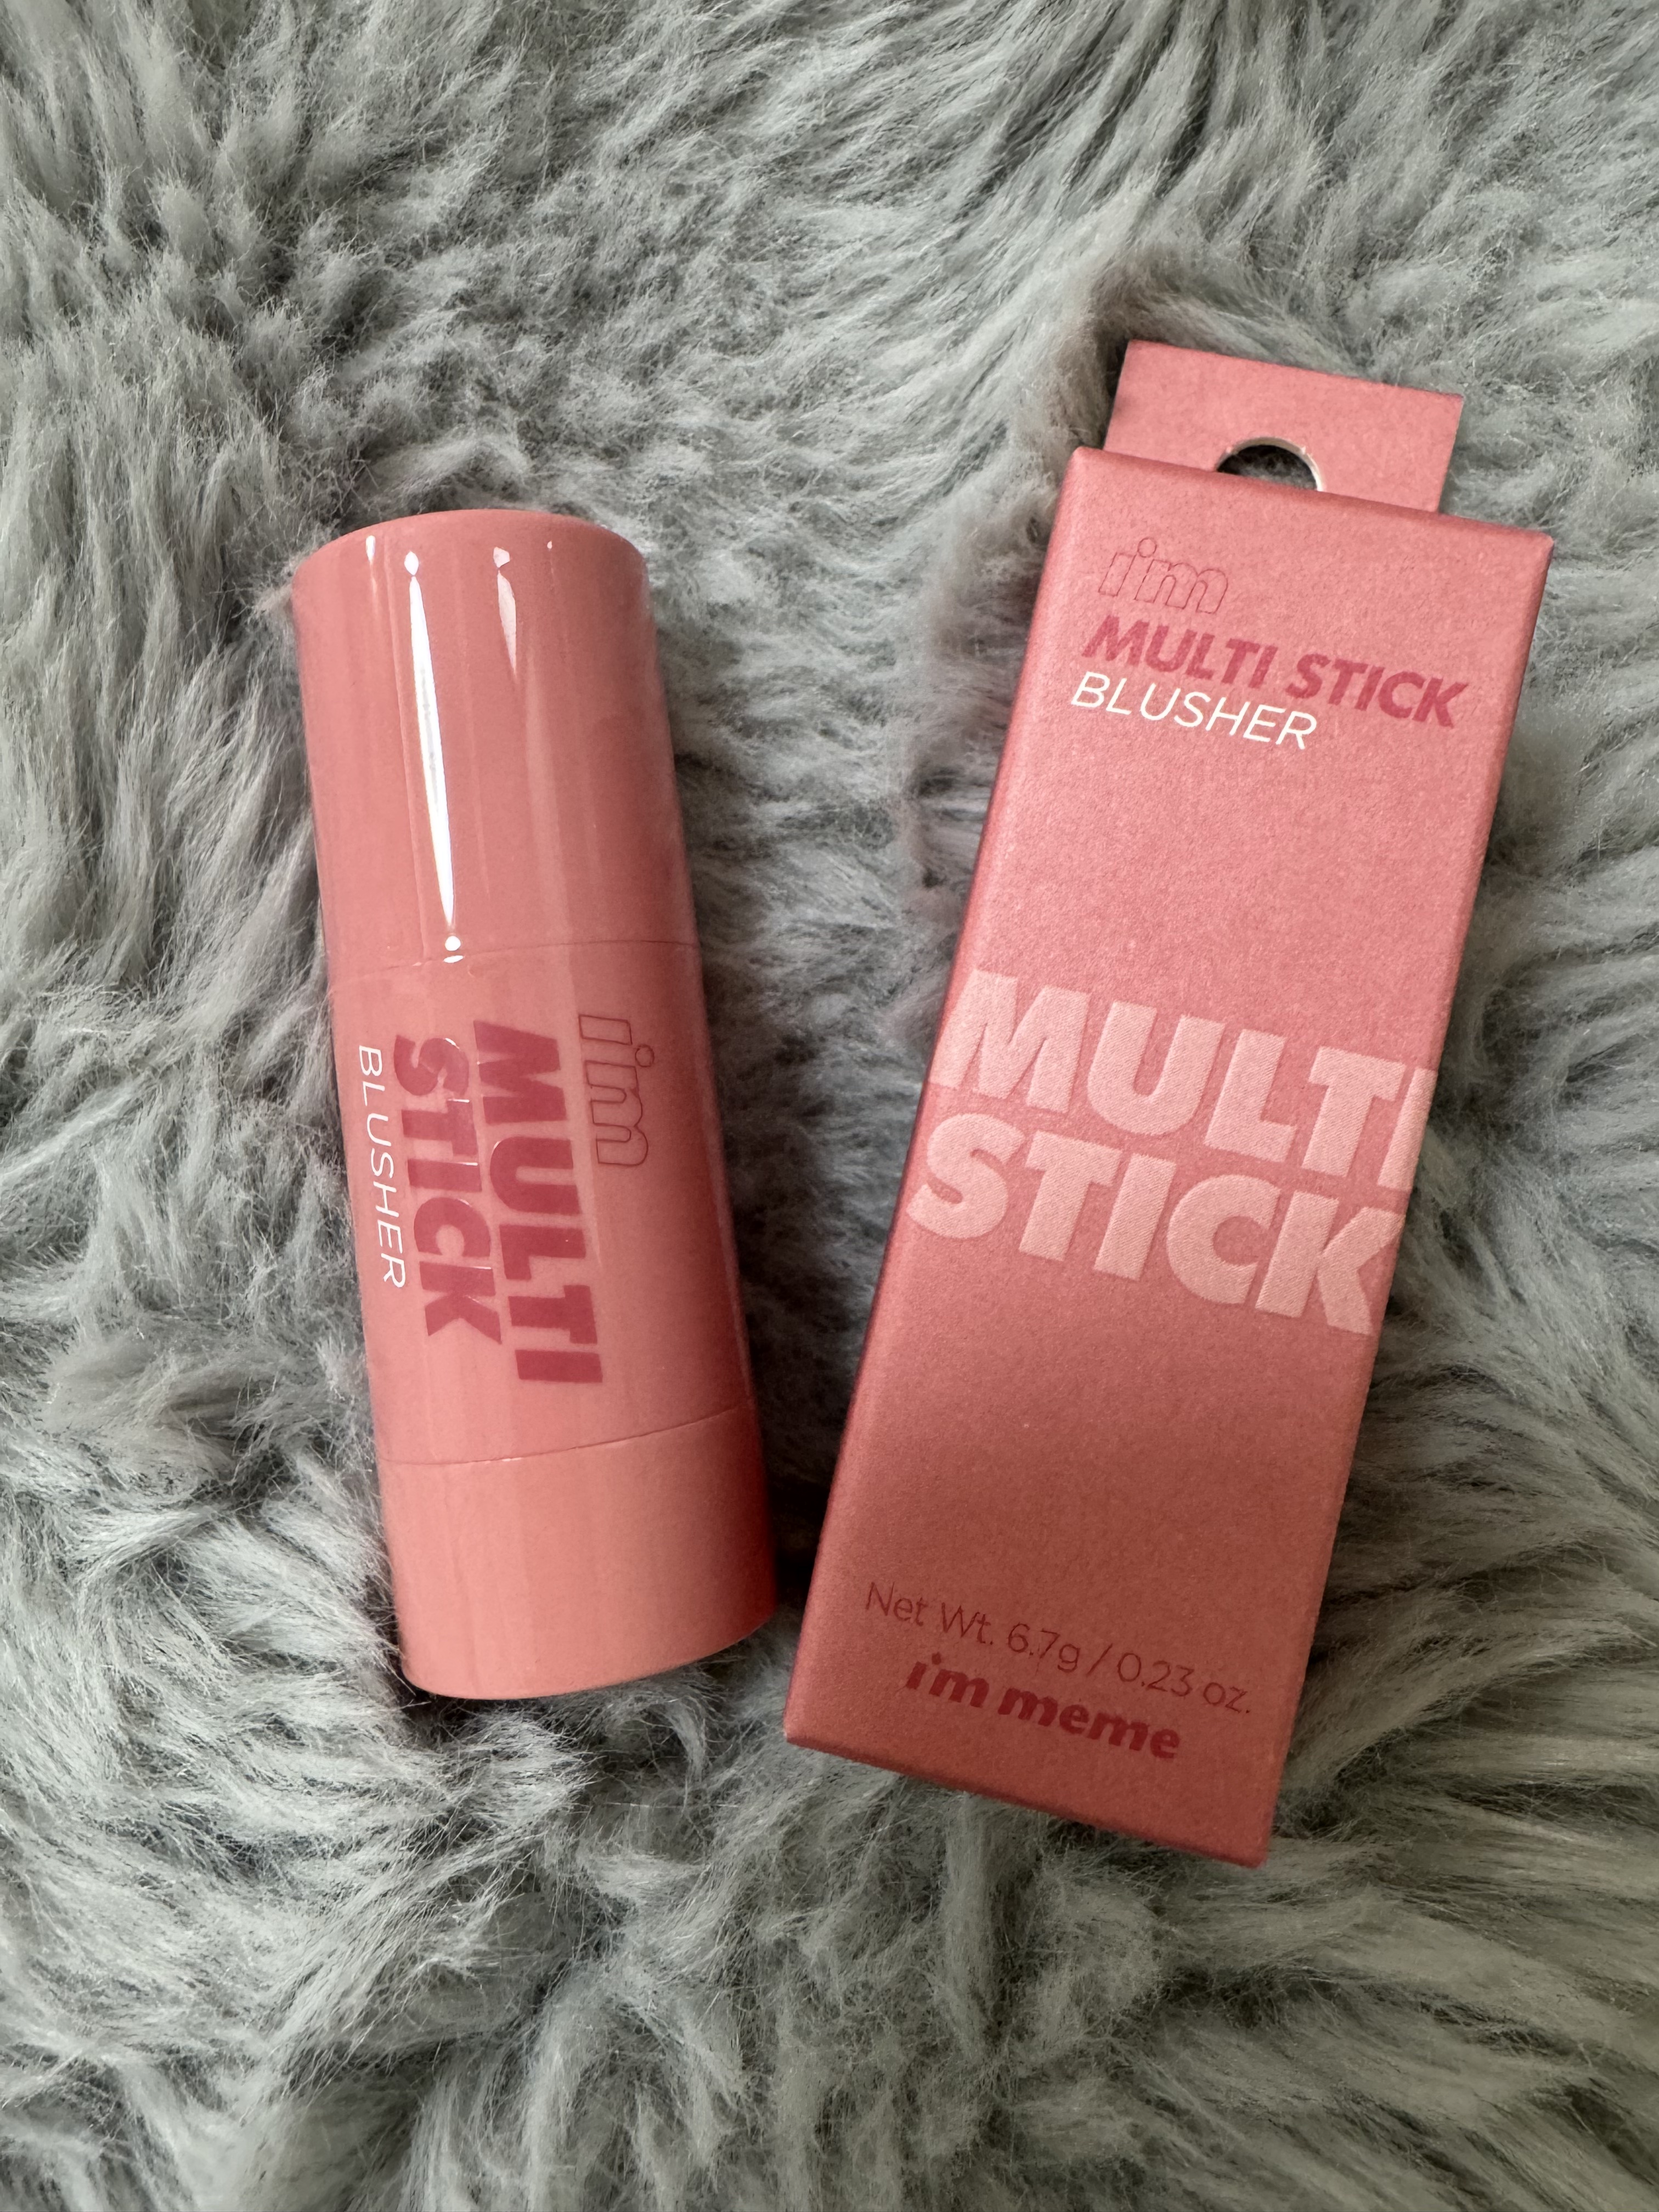 i'm
MULTI
STICK
BLUSHER
i'm
MULTI STICK
BLUSHER
MULTI
STICK
Net Wt. 6.7g / 0.23 oz.
i'm meme